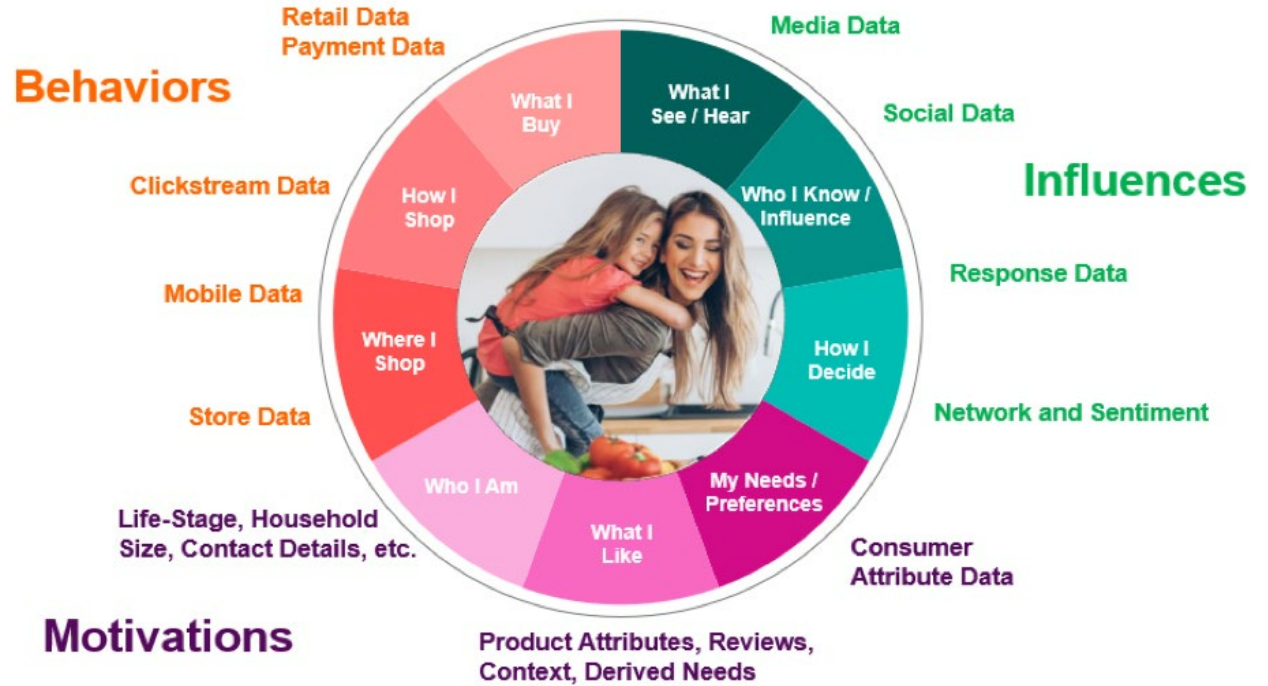 Retail Data
Payment Data
Media Data
Behaviors
What I
Buy
What I
See / Hear
Social Data
Clickstream Data
How I
Shop
Who I Know /
Influence
Influences
Mobile Data
Response Data
Where I
Shop
How I
Decide
Store Data
Network and Sentiment
Who I Am
My Needs /
Preferences
Life-Stage, Household
Size, Contact Details, etc.
What I
Like
Consumer
Attribute Data
Motivations
Product Attributes, Reviews,
Context, Derived Needs